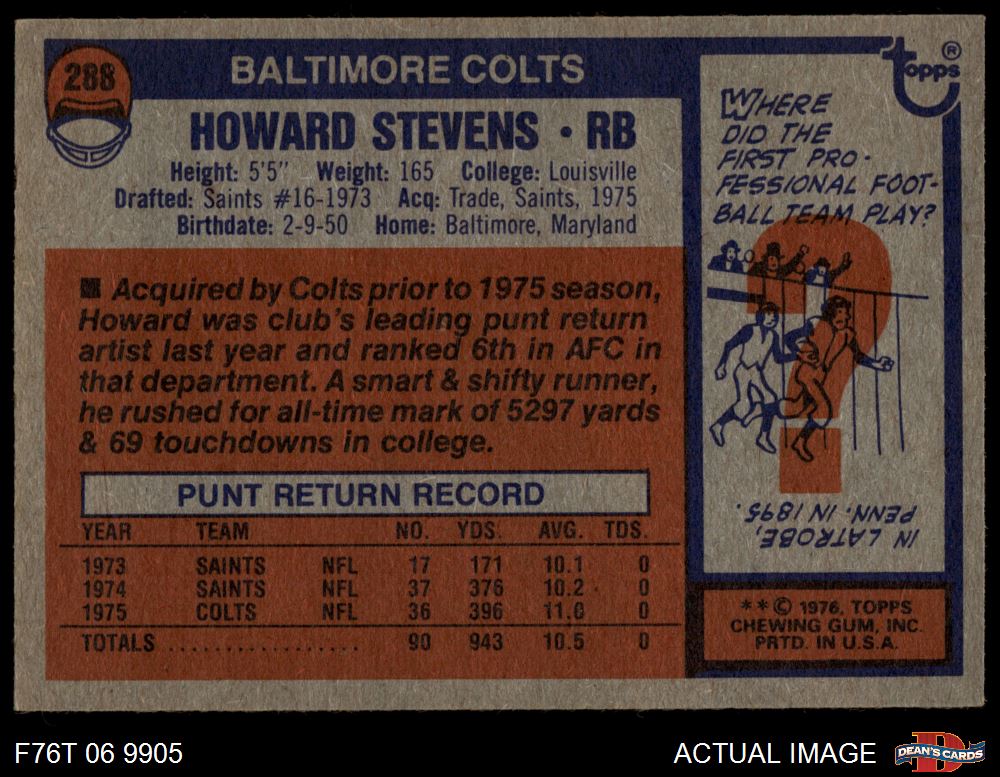 288
BALTIMORE COLTS
HOWARD STEVENS · RB
Height: 5'5" Weight: 165 College: Louisville
Drafted: Saints #16-1973 Acq: Trade, Saints, 1975
Birthdate: 2-9-50 Home: Baltimore, Maryland
■ Acquired by Colts prior to 1975 season,
Howard was club's leading punt return
artist last year and ranked 6th in AFC in
that department. A smart & shifty runner,
he rushed for all-time mark of 5297 yards
& 69 touchdowns in college.
PUNT RETURN RECORD
YEAR TEAM NO. YDS. AVG. TDS.
1973 SAINTS NFL 17 171 10.1 0
1974 SAINTS NFL 37 376 10.2 0
1975 COLTS NFL 36 396 11.0 0
TOTALS .................. 90 943 10.5 0
topps®
WHERE
DID THE
FIRST PRO-
FESSIONAL FOOT-
BALL TEAM PLAY?
?
IN LATROBE,
PENN. IN 1895.
**© 1976, TOPPS
CHEWING GUM, INC.
PRTD. IN U.S.A.
F76T 06 9905
ACTUAL IMAGE
D
DEAN'S CARDS